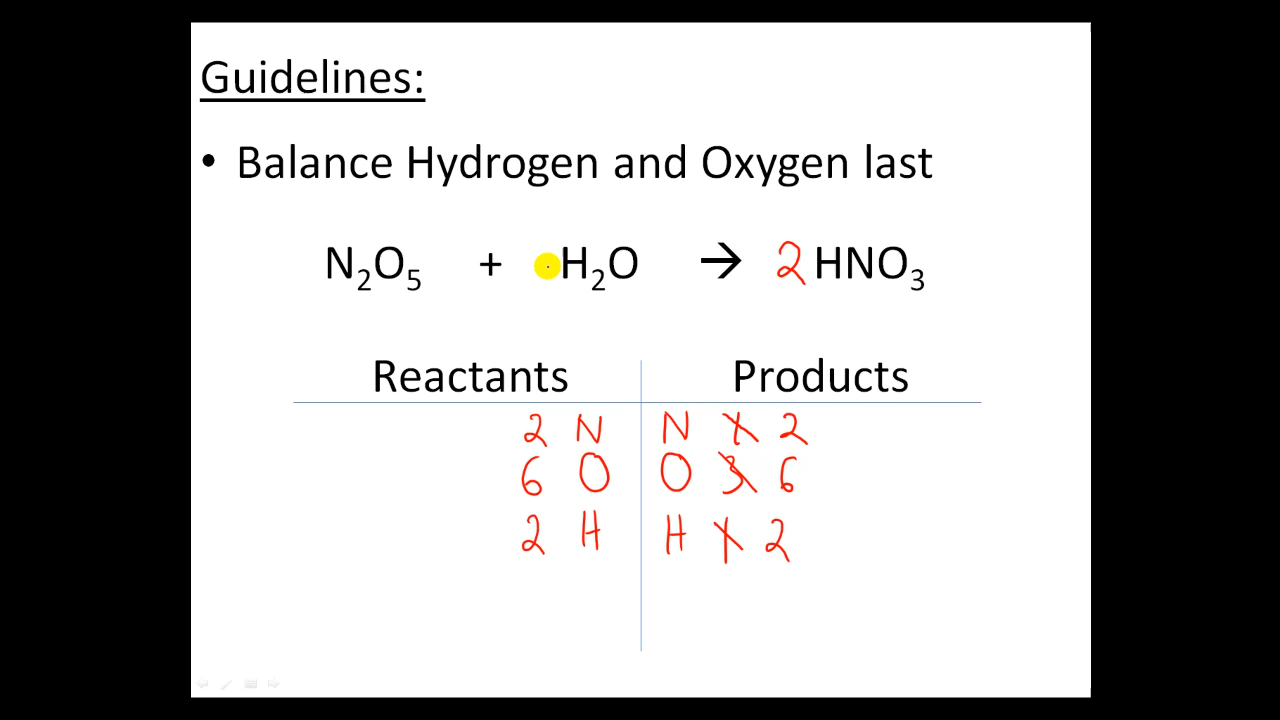 Guidelines:
• Balance Hydrogen and Oxygen last
N₂O₅ + H₂O → 2 HNO₃
Reactants Products
2 N N 1 2
6 O O 3 6
2 H H 1 2